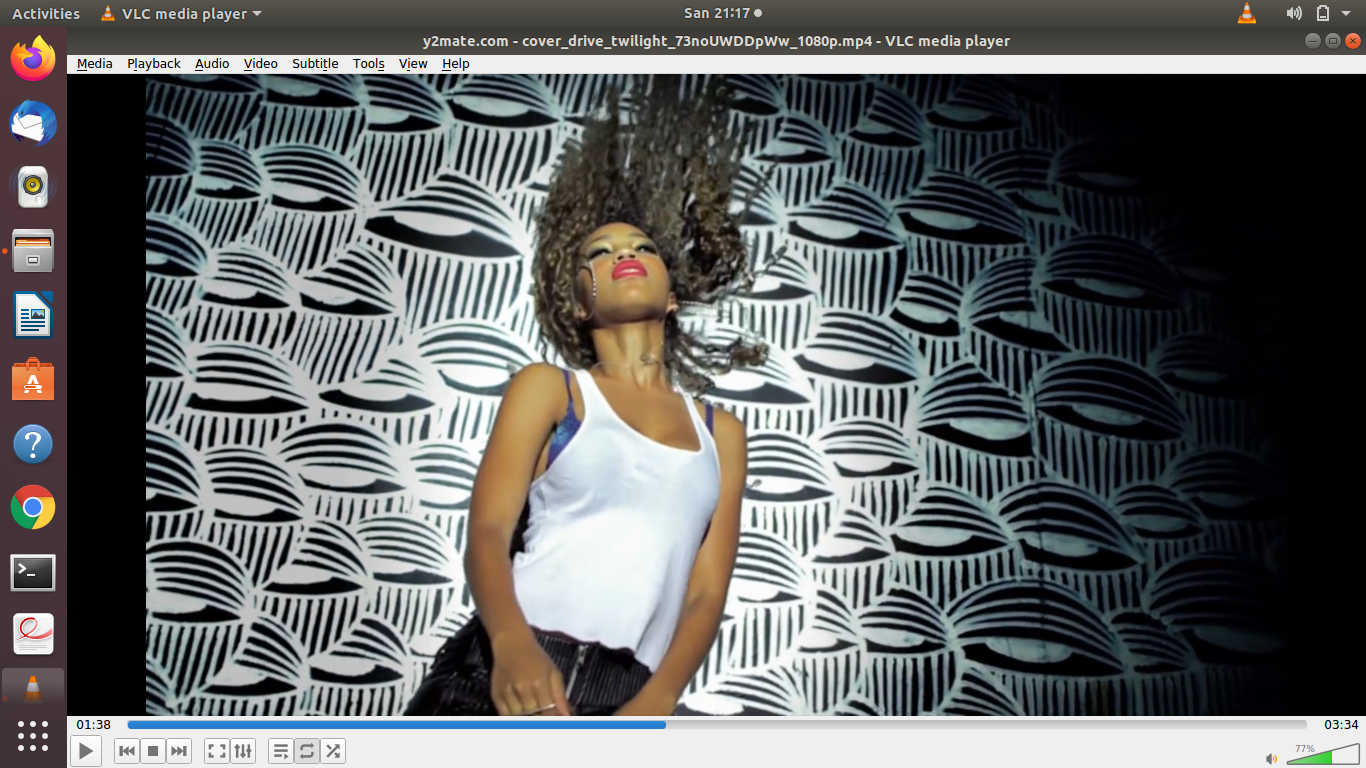 Activities VLC media player San 21:17
y2mate.com - cover_drive_twilight_73noUWDDpWw_1080p.mp4 - VLC media player
Media Playback Audio Video Subtitle Tools View Help
01:38 03:34
77%